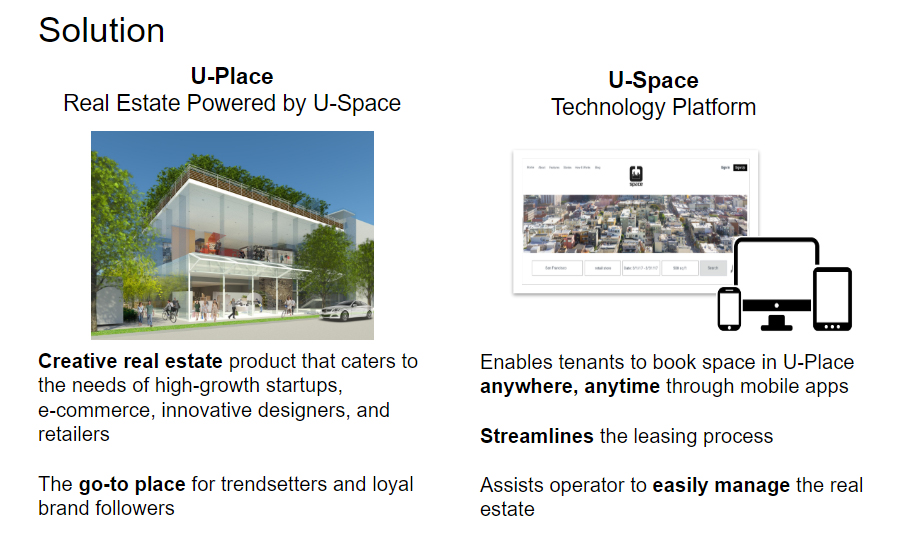 Solution
U-Place
Real Estate Powered by U-Space
Creative real estate product that caters to
the needs of high-growth startups,
e-commerce, innovative designers, and
retailers
The go-to place for trendsetters and loyal
brand followers
U-Space
Technology Platform
space
San Francisco
Search
Enables tenants to book space in U-Place
anywhere, anytime through mobile apps
Streamlines the leasing process
Assists operator to easily manage the real
estate